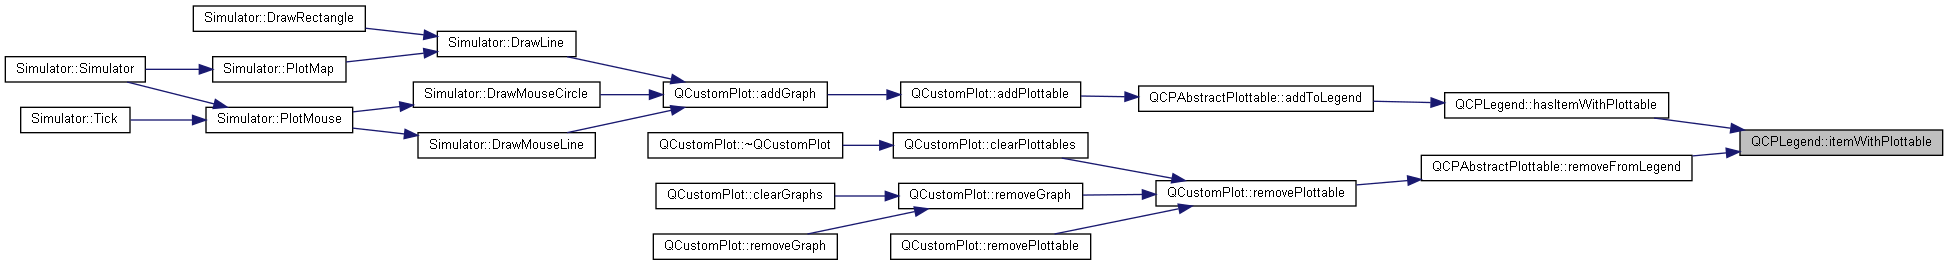 Simulator::DrawRectangle
Simulator::DrawLine
Simulator::Simulator
Simulator::PlotMap
Simulator::DrawMouseCircle
QCustomPlot::addGraph
QCustomPlot::addPlottable
QCPAbstractPlottable::addToLegend
QCPLegend::hasItemWithPlottable
Simulator::Tick
Simulator::PlotMouse
Simulator::DrawMouseLine
QCustomPlot::~QCustomPlot
QCustomPlot::clearPlottables
QCPLegend::itemWithPlottable
QCPAbstractPlottable::removeFromLegend
QCustomPlot::clearGraphs
QCustomPlot::removeGraph
QCustomPlot::removePlottable
QCustomPlot::removeGraph
QCustomPlot::removePlottable